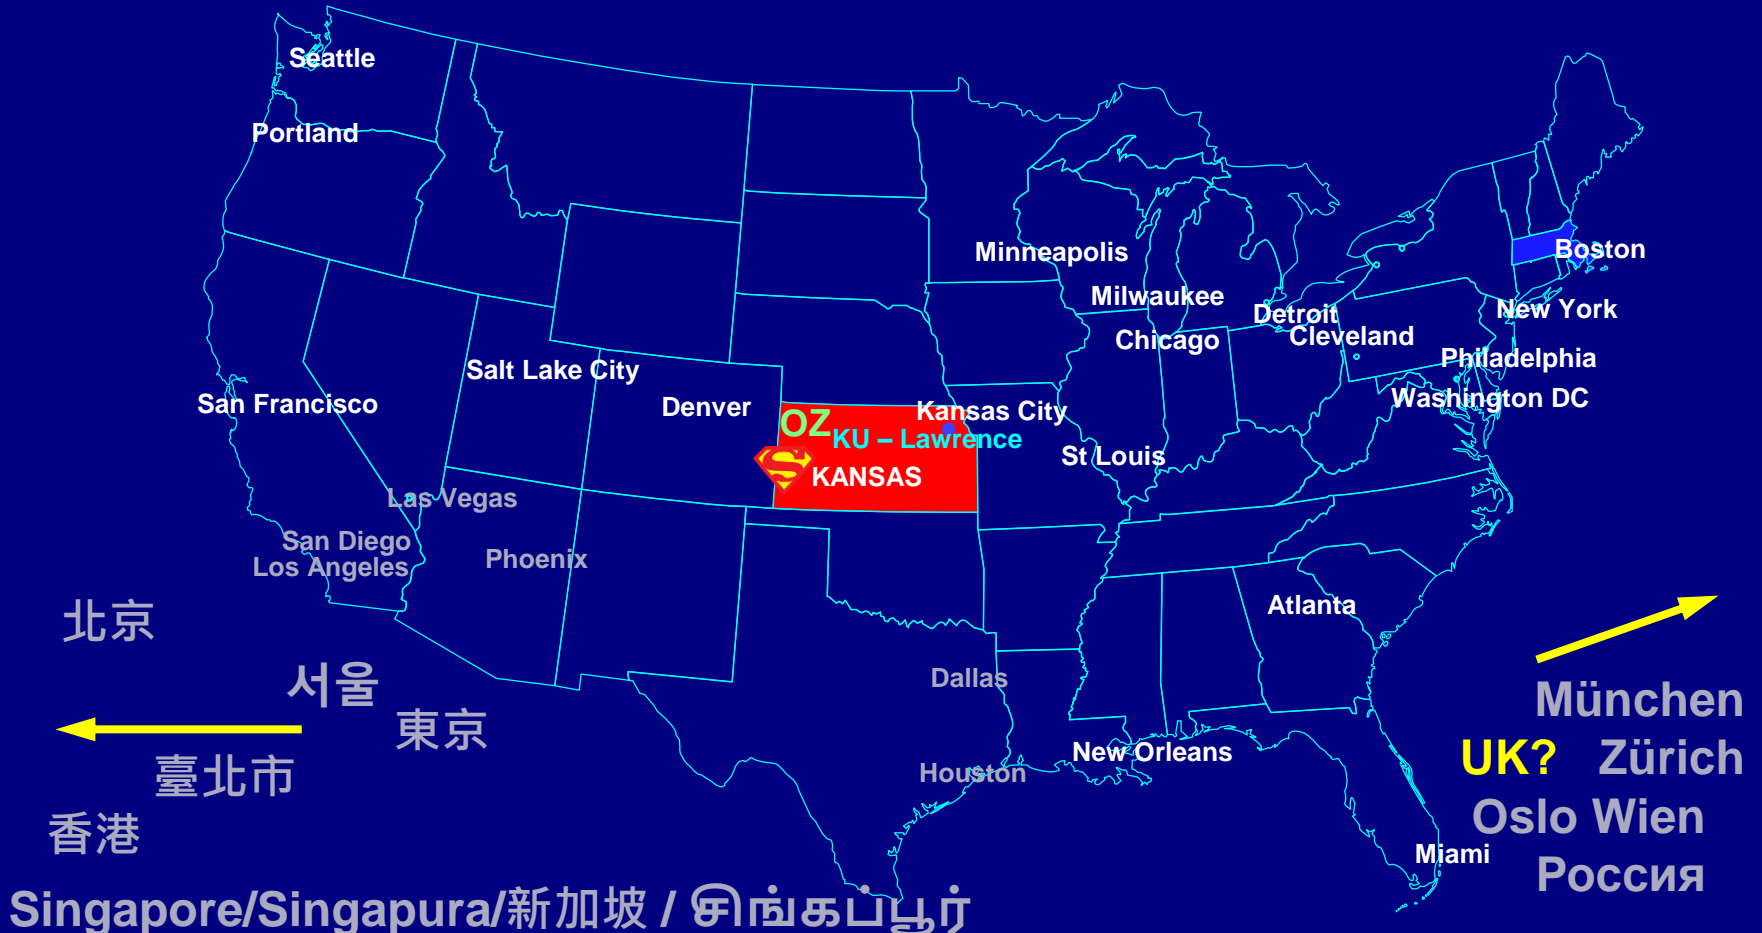 Seattle
Portland
Minneapolis
Boston
Milwaukee
Detroit
New York
Chicago
Cleveland
Philadelphia
Salt Lake City
San Francisco
Denver
Washington DC
OZ
Kansas City
KU – Lawrence
St Louis
S
KANSAS
Las Vegas
San Diego
Los Angeles
Phoenix
Atlanta
北京
서울
Dallas
München
東京
New Orleans
UK? Zürich
臺北市
Houston
Oslo Wien
香港
Miami
Россия
Singapore/Singapura/新加坡 / சிங்கப்பூர்